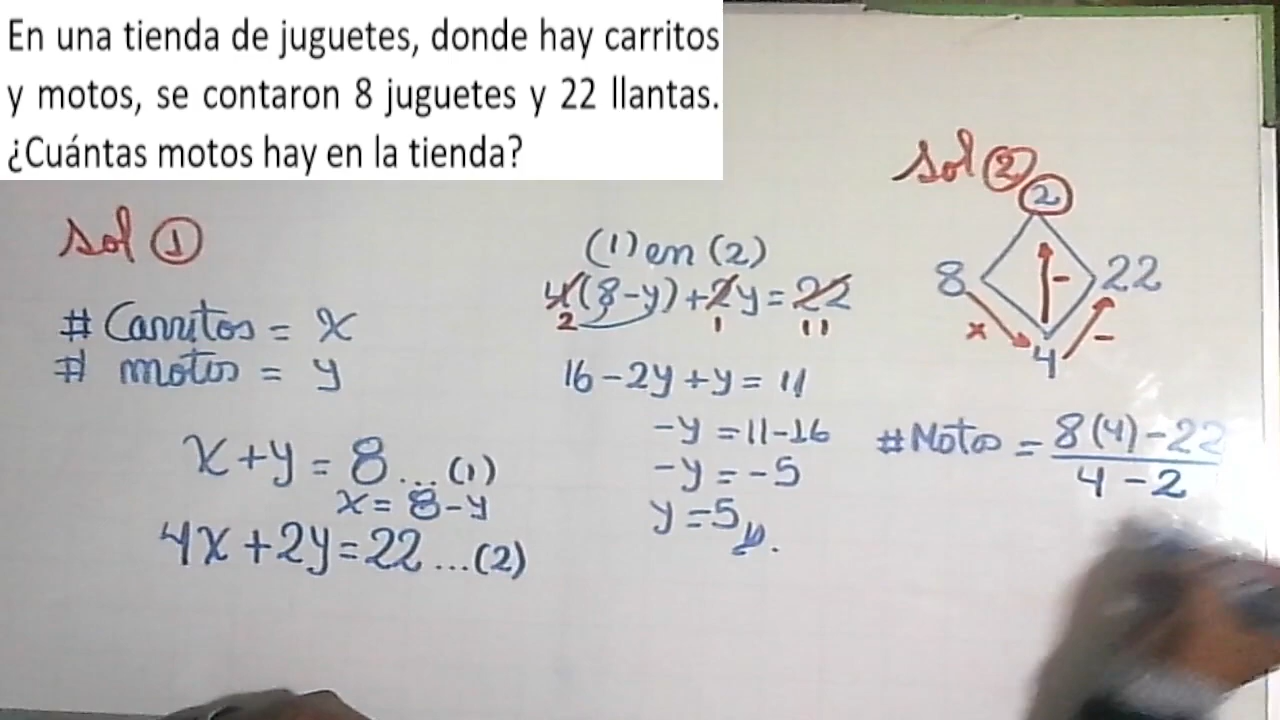 En una tienda de juguetes, donde hay carritos
y motos, se contaron 8 juguetes y 22 llantas.
¿Cuántas motos hay en la tienda?
Sol ①
# Carritos = x
# motos = y
x+y = 8 ... (1)
x = 8-y
4x+2y=22 ...(2)
(1) en (2)
4(8-y)+2y=22
2 1 11
16-2y+y=11
-y=11-16
-y=-5
y=5
Sol ②
2
8 - 22
x -
4
# Motos = 8(4)-22
4-2